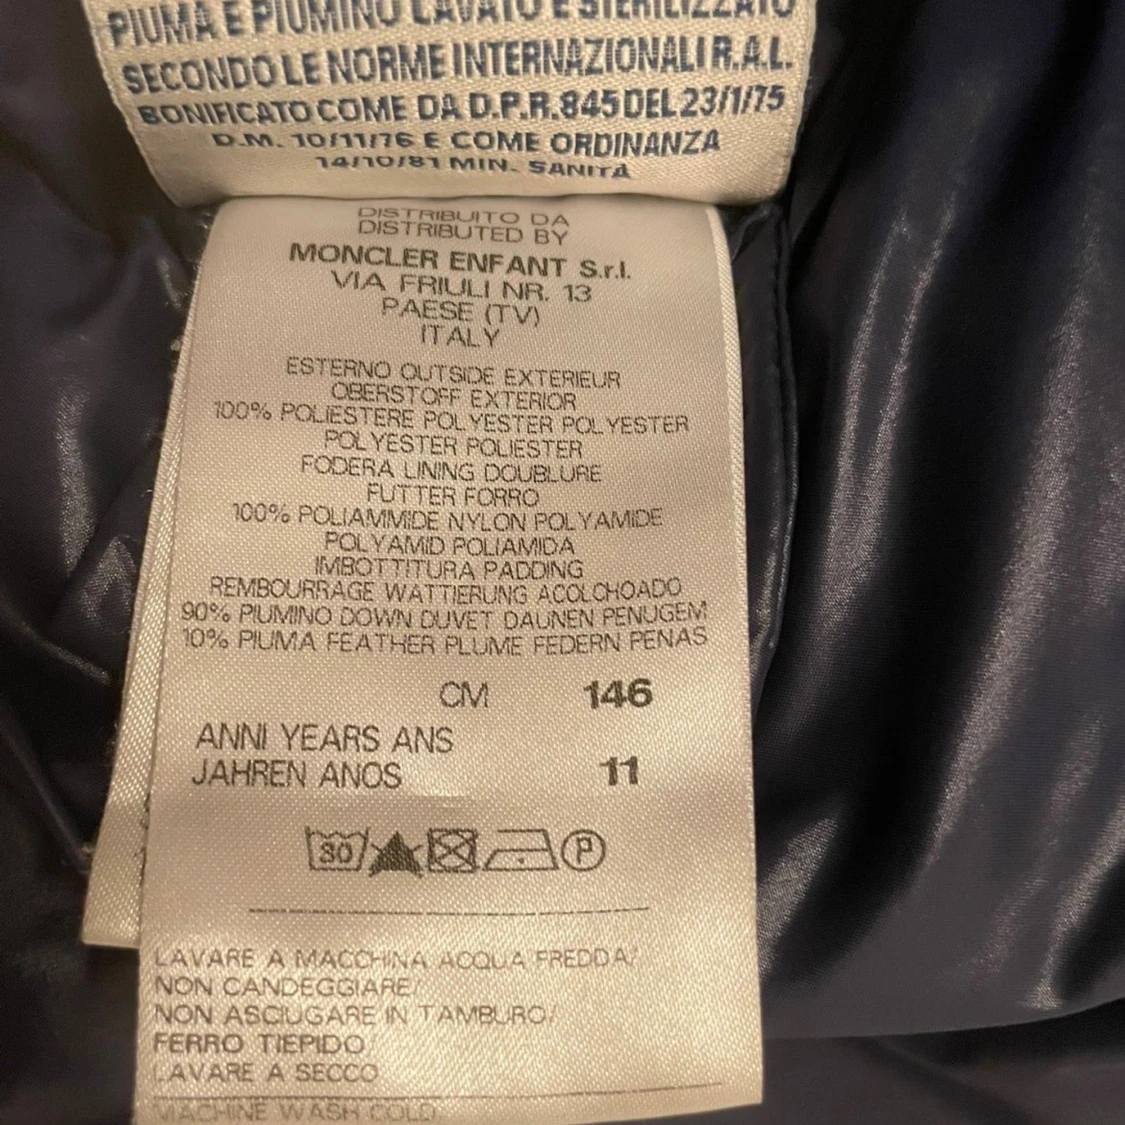 PIUMA E PIUMINO LAVATO E STERILIZZATO
SECONDO LE NORME INTERNAZIONALI R.A.L.
BONIFICATO COME DA D.P.R. 845 DEL 23/1/75
D.M. 10/11/76 E COME ORDINANZA
14/10/81 MIN. SANITÁ
DISTRIBUITO DA
DISTRIBUTED BY
MONCLER ENFANT S.r.l.
VIA FRIULI NR. 13
PAESE (TV)
ITALY
ESTERNO OUTSIDE EXTERIEUR
OBERSTOFF EXTERIOR
100% POLIESTERE POLYESTER POLYESTER
POLYESTER POLIESTER
FODERA LINING DOUBLURE
FUTTER FORRO
100% POLIAMMIDE NYLON POLYAMIDE
POLYAMID POLIAMIDA
IMBOTTITURA PADDING
REMBOURRAGE WATTIERUNG ACOLCHOADO
90% PIUMINO DOWN DUVET DAUNEN PENUGEM
10% PIUMA FEATHER PLUME FEDERN PENAS
CM 146
ANNI YEARS ANS
JAHREN ANOS 11
30 P
LAVARE A MACCHINA ACQUA FREDDA/
NON CANDEGGIARE/
NON ASCIUGARE IN TAMBURO/
FERRO TIEPIDO
LAVARE A SECCO
MACHINE WASH COLD